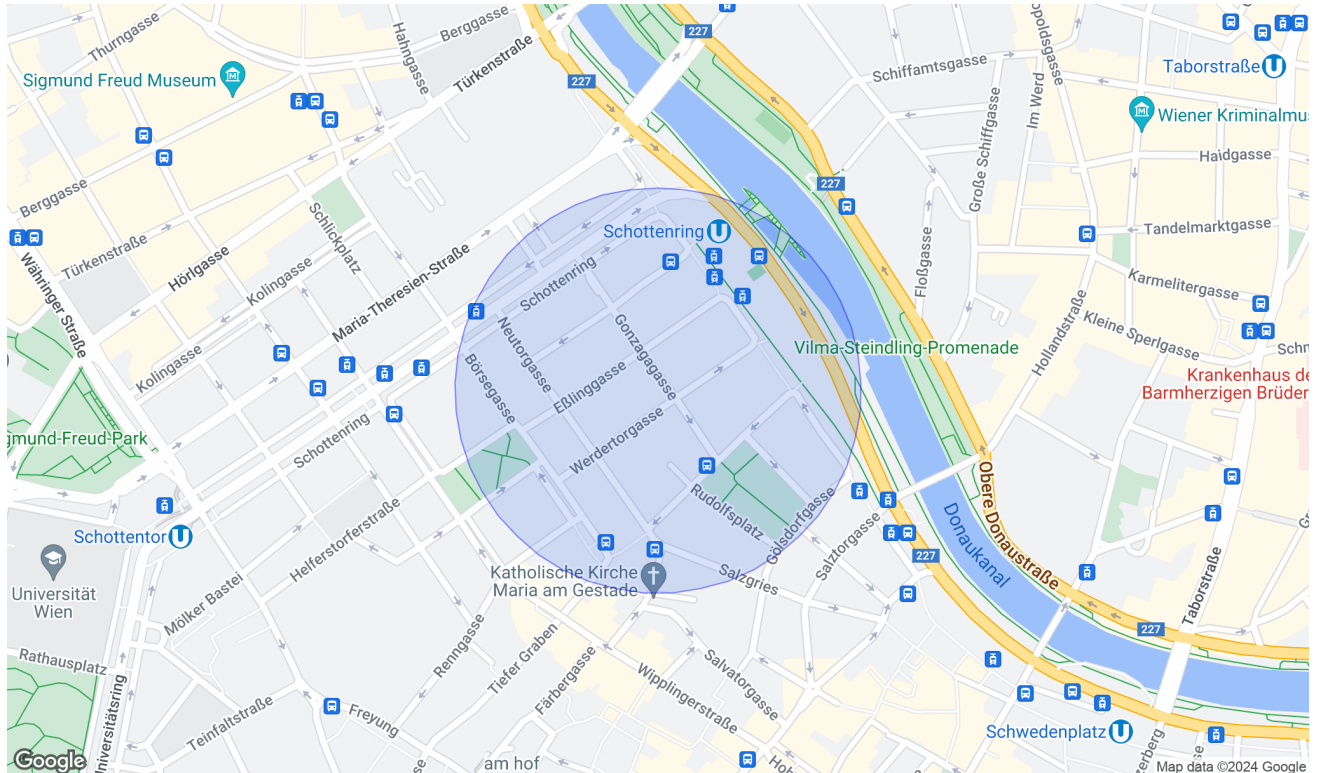 227
Berggasse
Thurngasse
Hahngasse
Türkenstraße
Sigmund Freud Museum
227
Schiffamtsgasse
Im Werd
Taborstraße
Große Schiffgasse
Haidgasse
Berggasse
227
Schlickplatz
Tandelmarktgasse
Schottenring
Türkenstraße
Hörlgasse
Kolingasse
Maria-Theresien-Straße
Schottenring
Floßgasse
Karmelitergasse
Währinger Straße
Neutorgasse
Gonzagagasse
Hollandstraße
Kleine Sperlgasse
Vilma-Steindling-Promenade
Kolingasse
Börsegasse
Eßlinggasse
Krankenhaus de
Barmherzigen Brüder
Schottenring
Werdertorgasse
gmund-Freud-Park
Rudolfsplatz
Gölsdorfgasse
Obere Donaustraße
Donaukanal
Schottentor
Helferstorferstraße
Salztorgasse
227
Katholische Kirche
Maria am Gestade
Salzgries
Universität
Wien
Mölker Bastei
Taborstraße
227
Rathausplatz
Renngasse
Tiefer Graben
Färbergasse
Wipplingerstraße
Salvatorgasse
Universitätsring
Teinfaltstraße
Freyung
Schwedenplatz
am hof
Google
Map data ©2024 Google